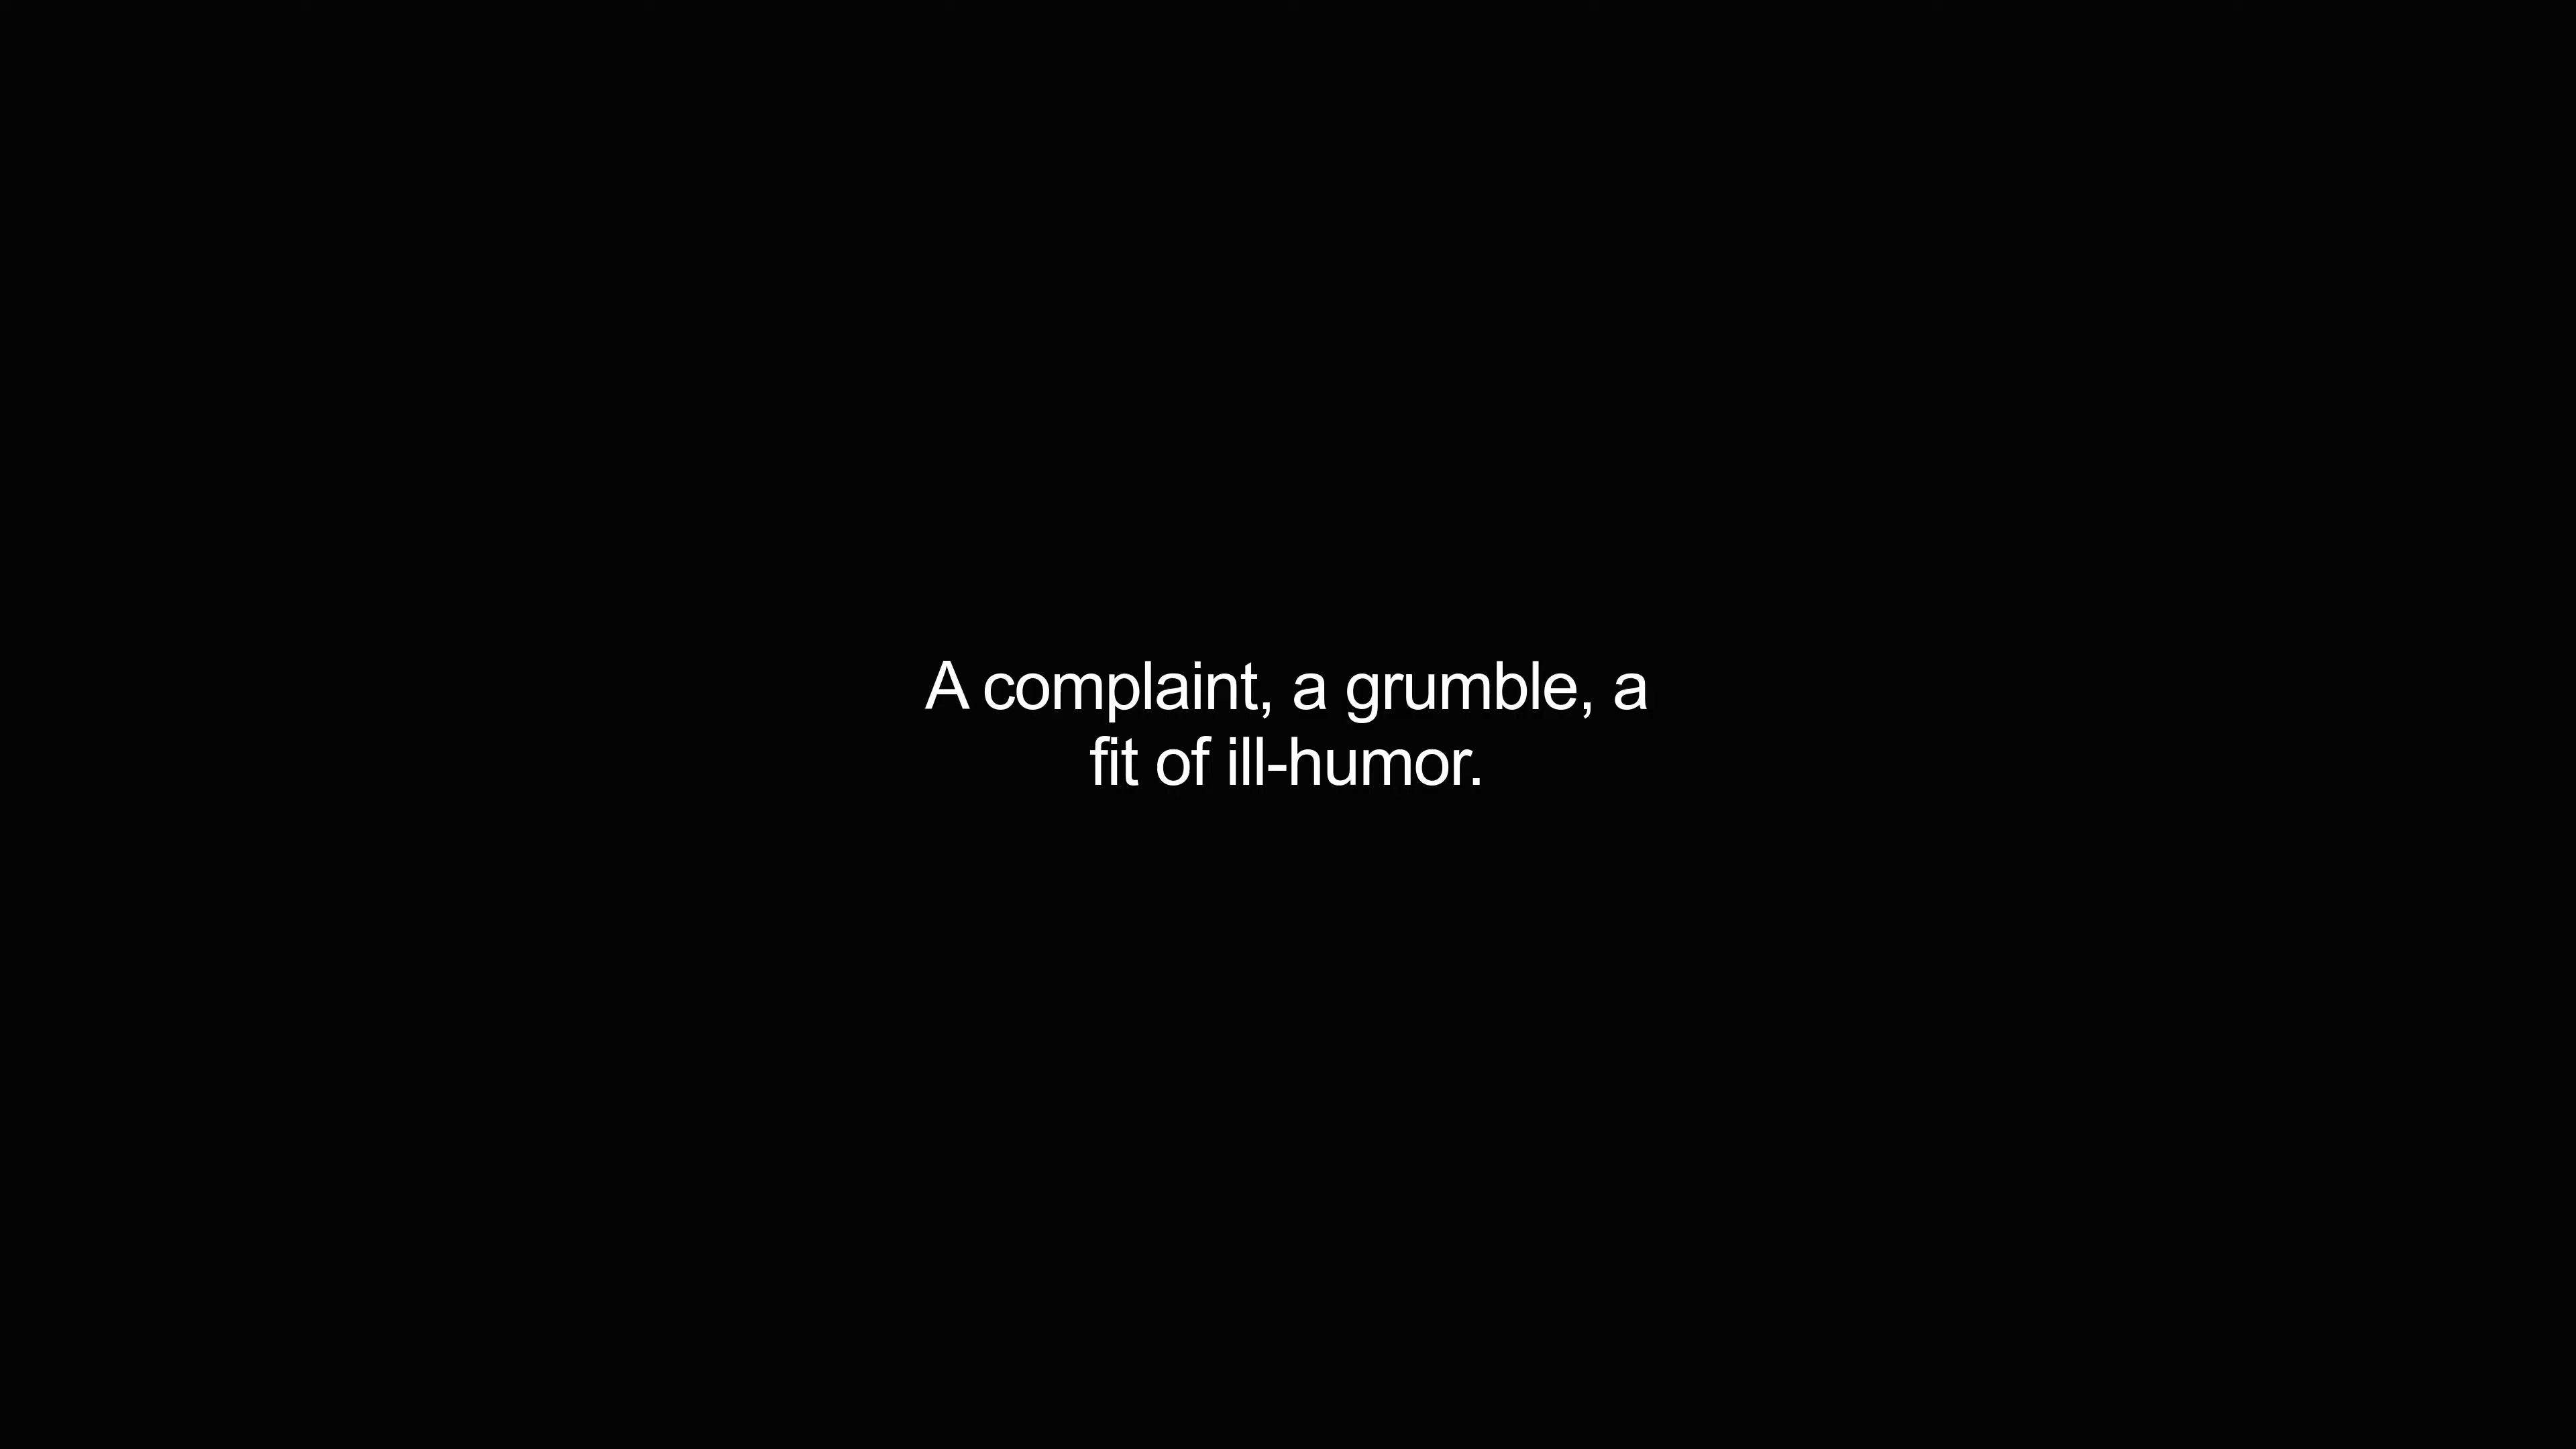 A complaint, a grumble, a
fit of ill-humor.